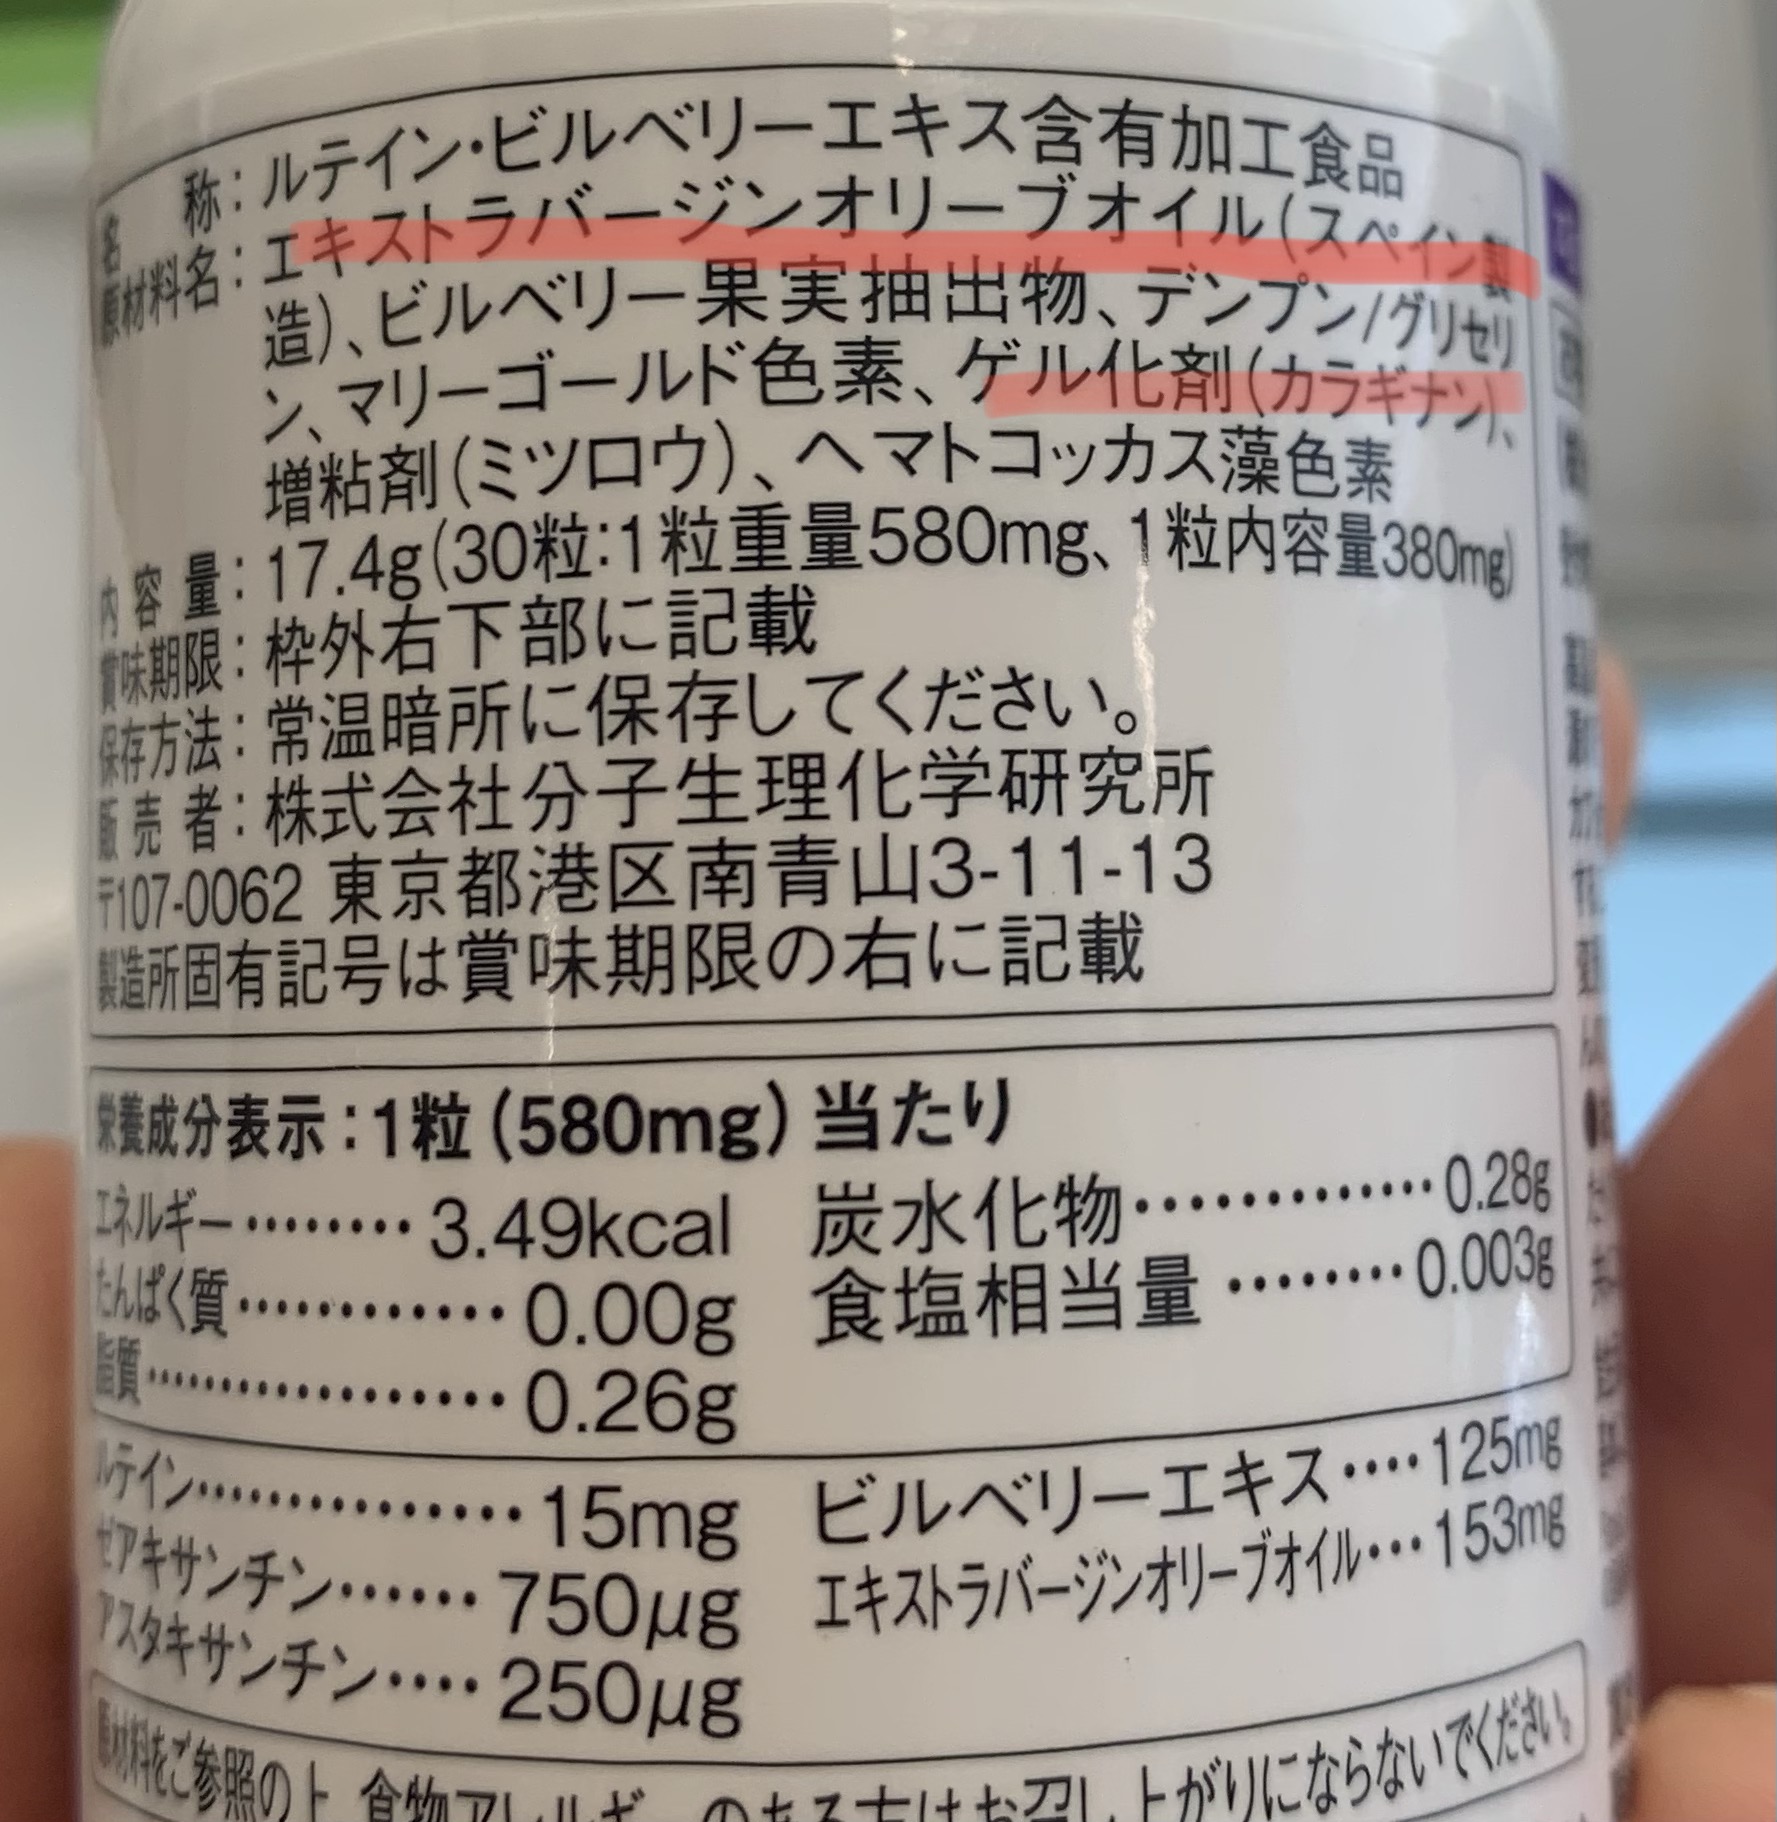 名称：ルテイン・ビルベリーエキス含有加工食品
原材料名：エキストラバージンオリーブオイル(スペイン製
造)、ビルベリー果実抽出物、デンプン/グリセリ
ン、マリーゴールド色素、ゲル化剤(カラギナン)、
増粘剤(ミツロウ)、ヘマトコッカス藻色素
内容量：17.4g(30粒:1粒重量580mg、1粒内容量380mg)
賞味期限：枠外右下部に記載
保存方法：常温暗所に保存してください。
販売者：株式会社分子生理化学研究所
〒107-0062 東京都港区南青山3-11-13
製造所固有記号は賞味期限の右に記載
栄養成分表示：1粒(580mg)当たり
エネルギー………3.49kcal 炭水化物…………0.28g
たんぱく質…………0.00g 食塩相当量………0.003g
脂質………………0.26g
ルテイン……………15mg ビルベリーエキス‥‥125mg
ゼアキサンチン……750μg エキストラバージンオリーブオイル…153mg
アスタキサンチン‥‥250μg
原材料をご参照の上、食物アレルギーのある方はお召し上がりにならないでください。